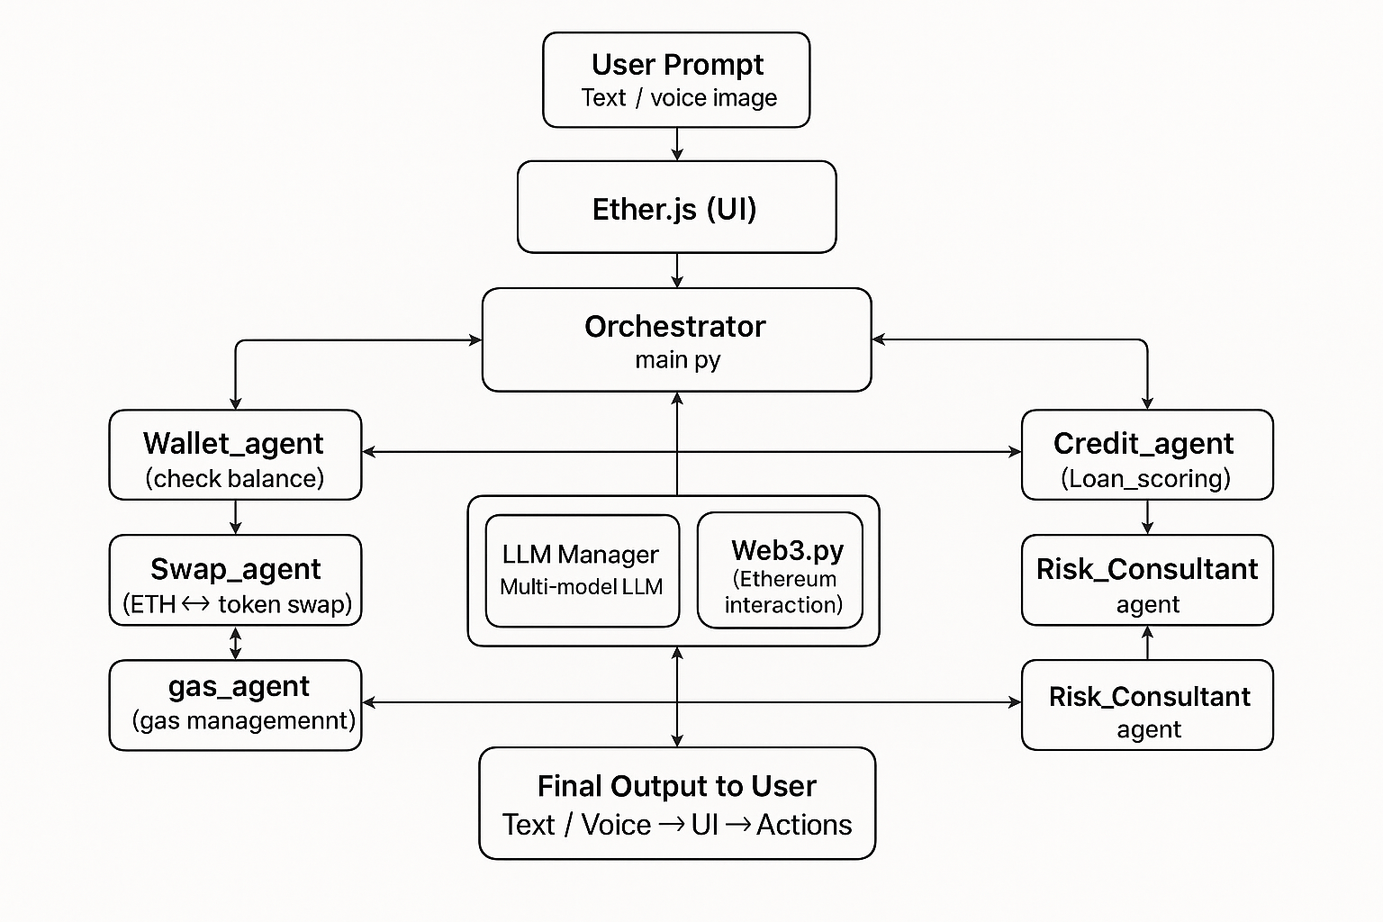 User Prompt
Text / voice image
Ether.js (UI)
Orchestrator
main py
Wallet_agent
(check balance)
Credit_agent
(Loan_scoring)
Swap_agent
(ETH ↔ token swap)
LLM Manager
Multi-model LLM
Web3.py
(Ethereum
interaction)
Risk_Consultant
agent
gas_agent
(gas managemennt)
Risk_Consultant
agent
Final Output to User
Text / Voice → UI → Actions